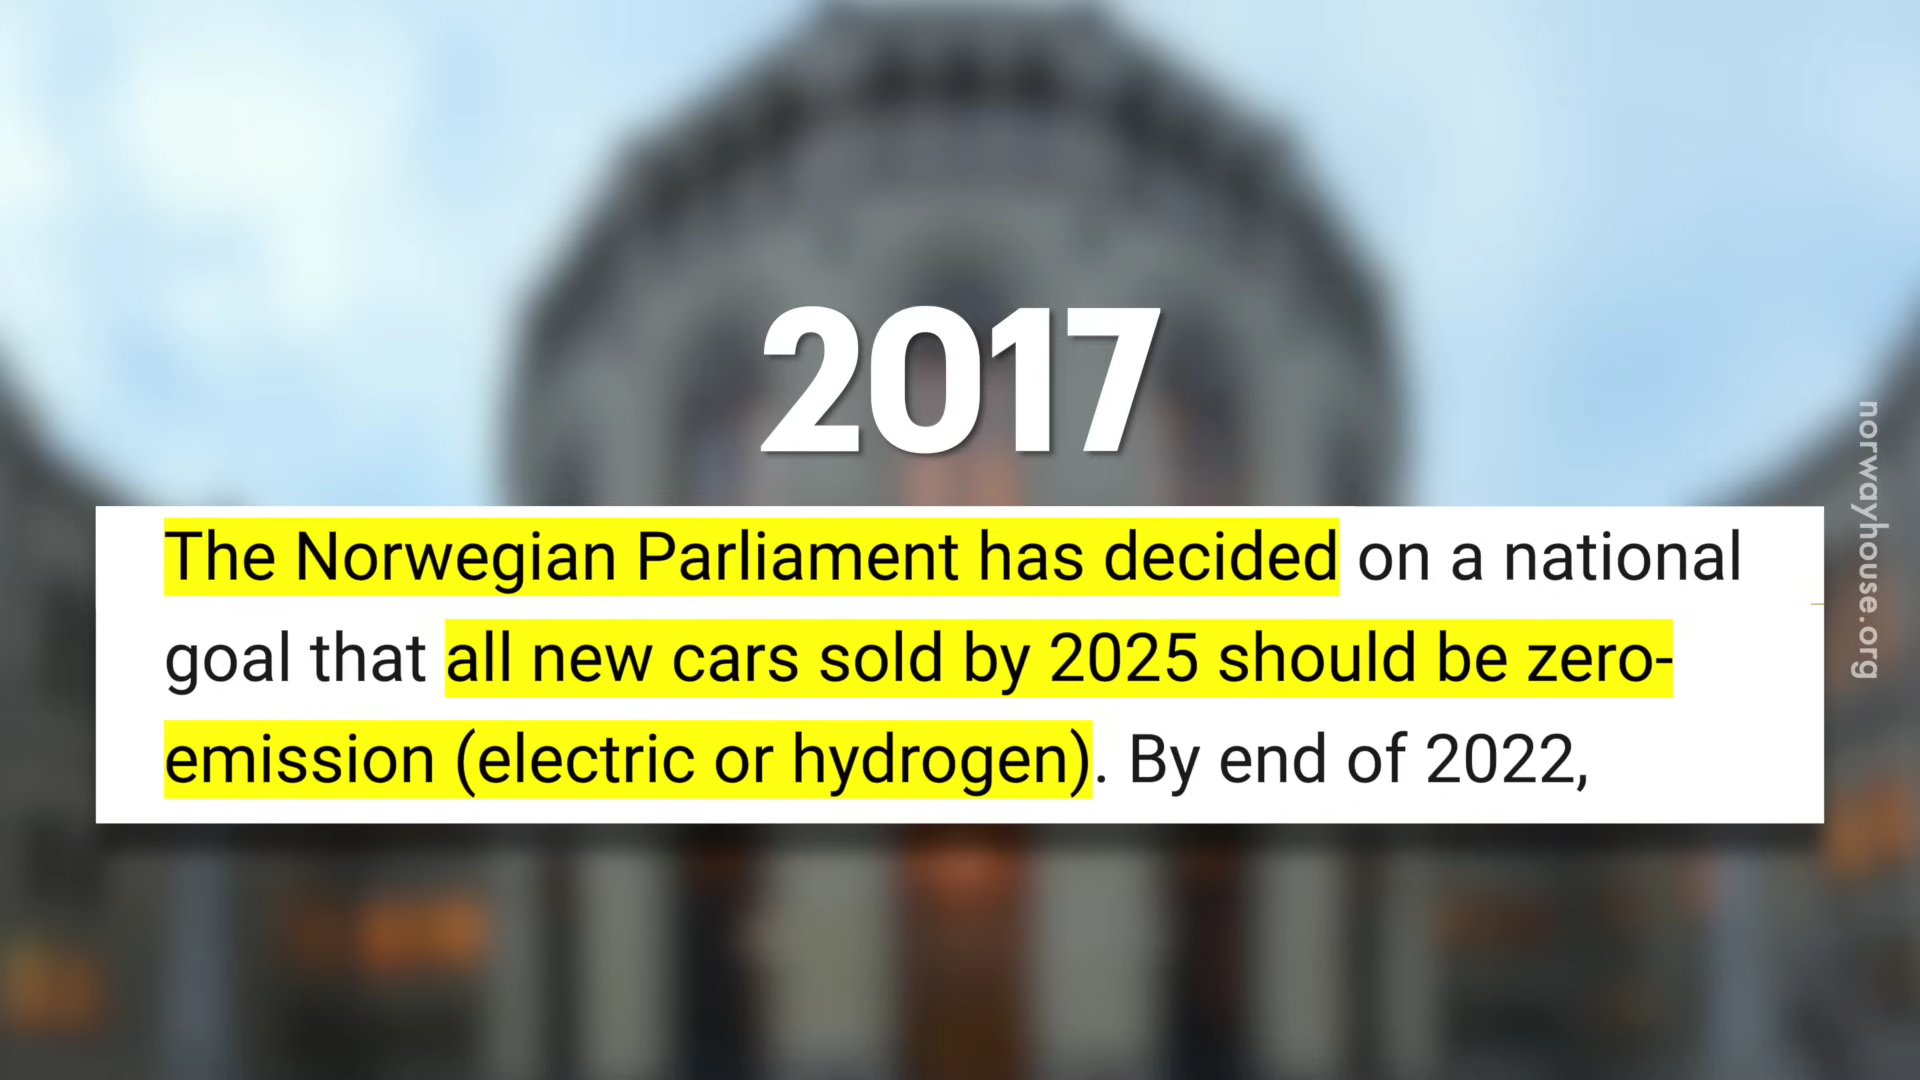 2017
The Norwegian Parliament has decided on a national
goal that all new cars sold by 2025 should be zero-
emission (electric or hydrogen). By end of 2022,
norwayhouse.org